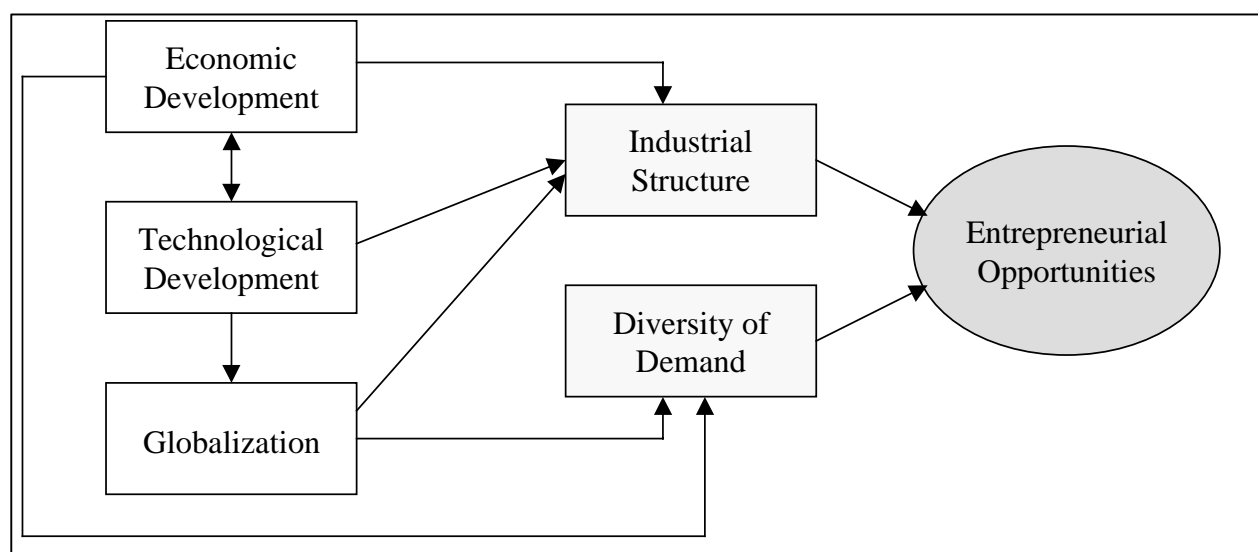 Economic
Development
Industrial
Structure
Technological
Development
Entrepreneurial
Opportunities
Diversity of
Demand
Globalization